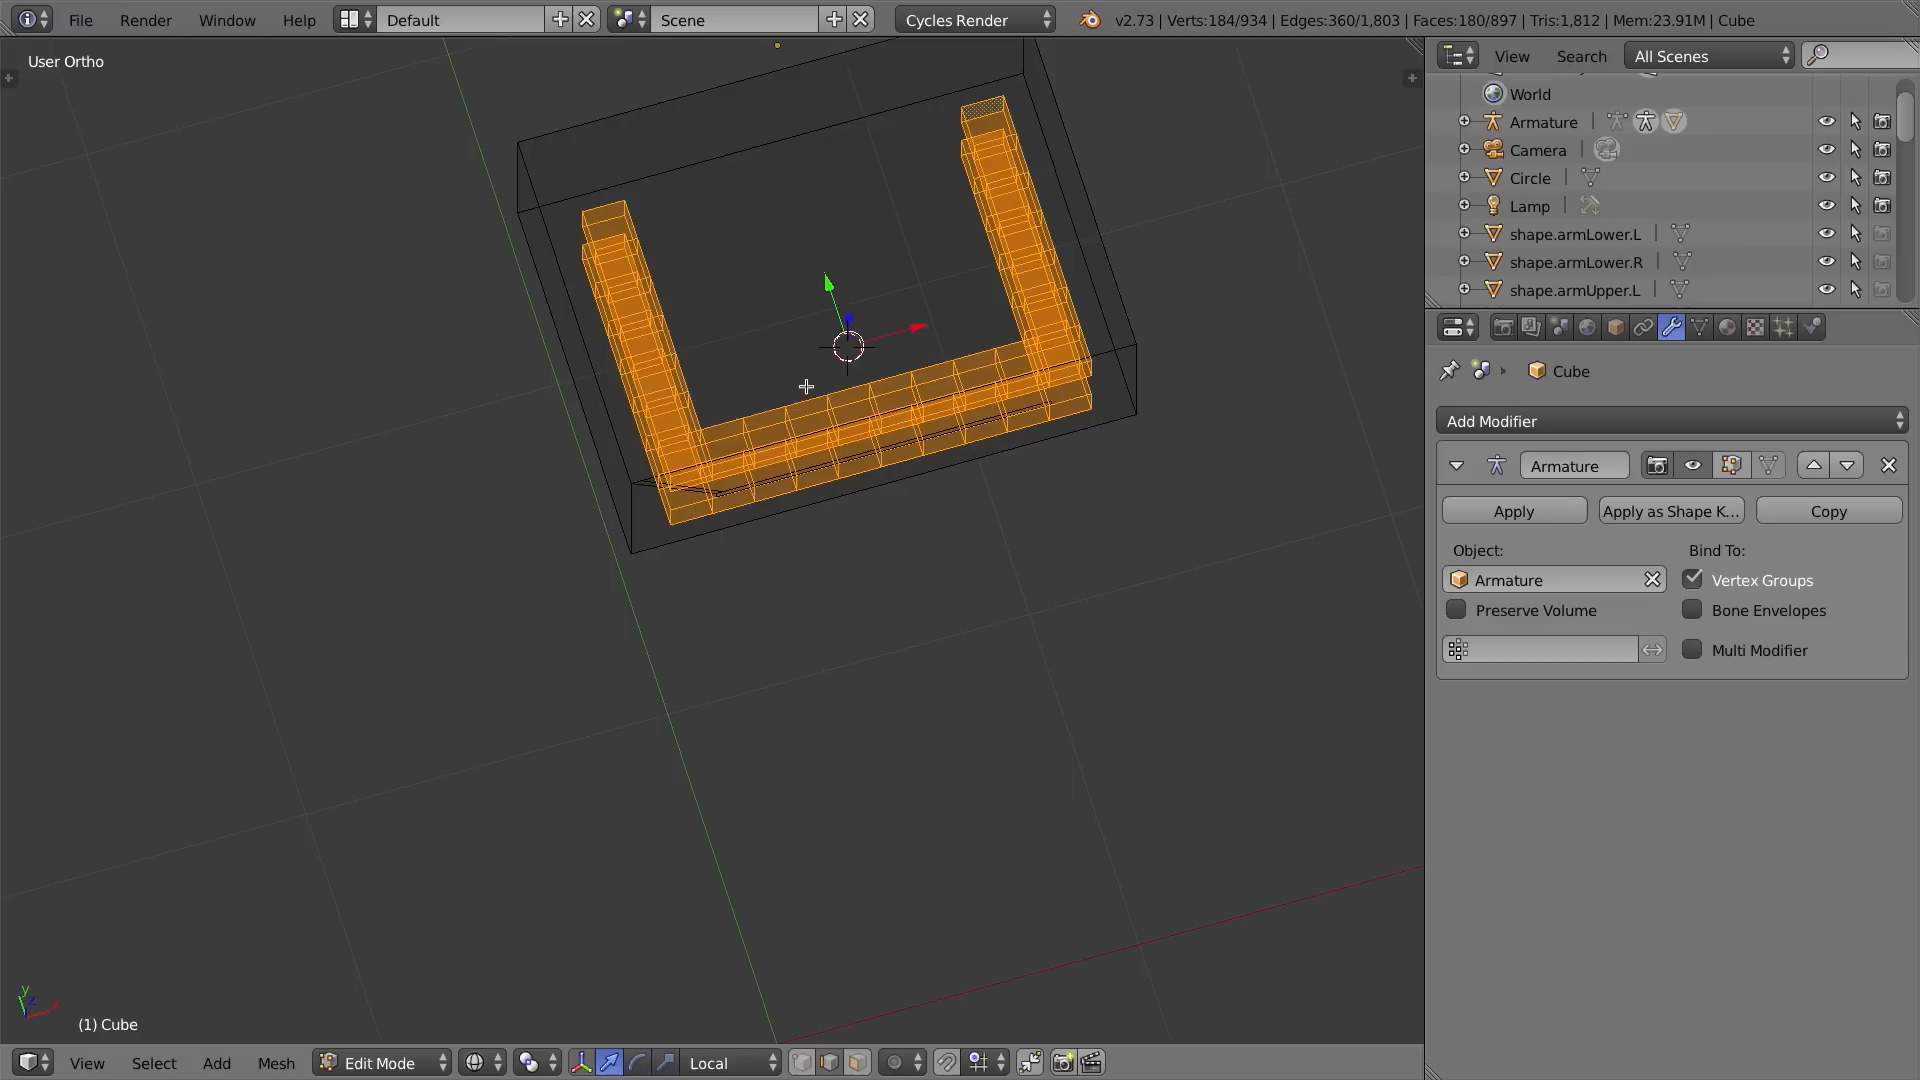 File Render Window Help Default Scene Cycles Render v2.73 | Verts:184/934 | Edges:360/1,803 | Faces:180/897 | Tris:1,812 | Mem:23.91M | Cube
User Ortho
View Search All Scenes
World
Armature
Camera
Circle
Lamp
shape.armLower.L
shape.armLower.R
shape.armUpper.L
Cube
Add Modifier
Armature
Apply Apply as Shape K... Copy
Object: Bind To:
Armature Vertex Groups
Preserve Volume Bone Envelopes
Multi Modifier
y
z x
(1) Cube
View Select Add Mesh Edit Mode Local